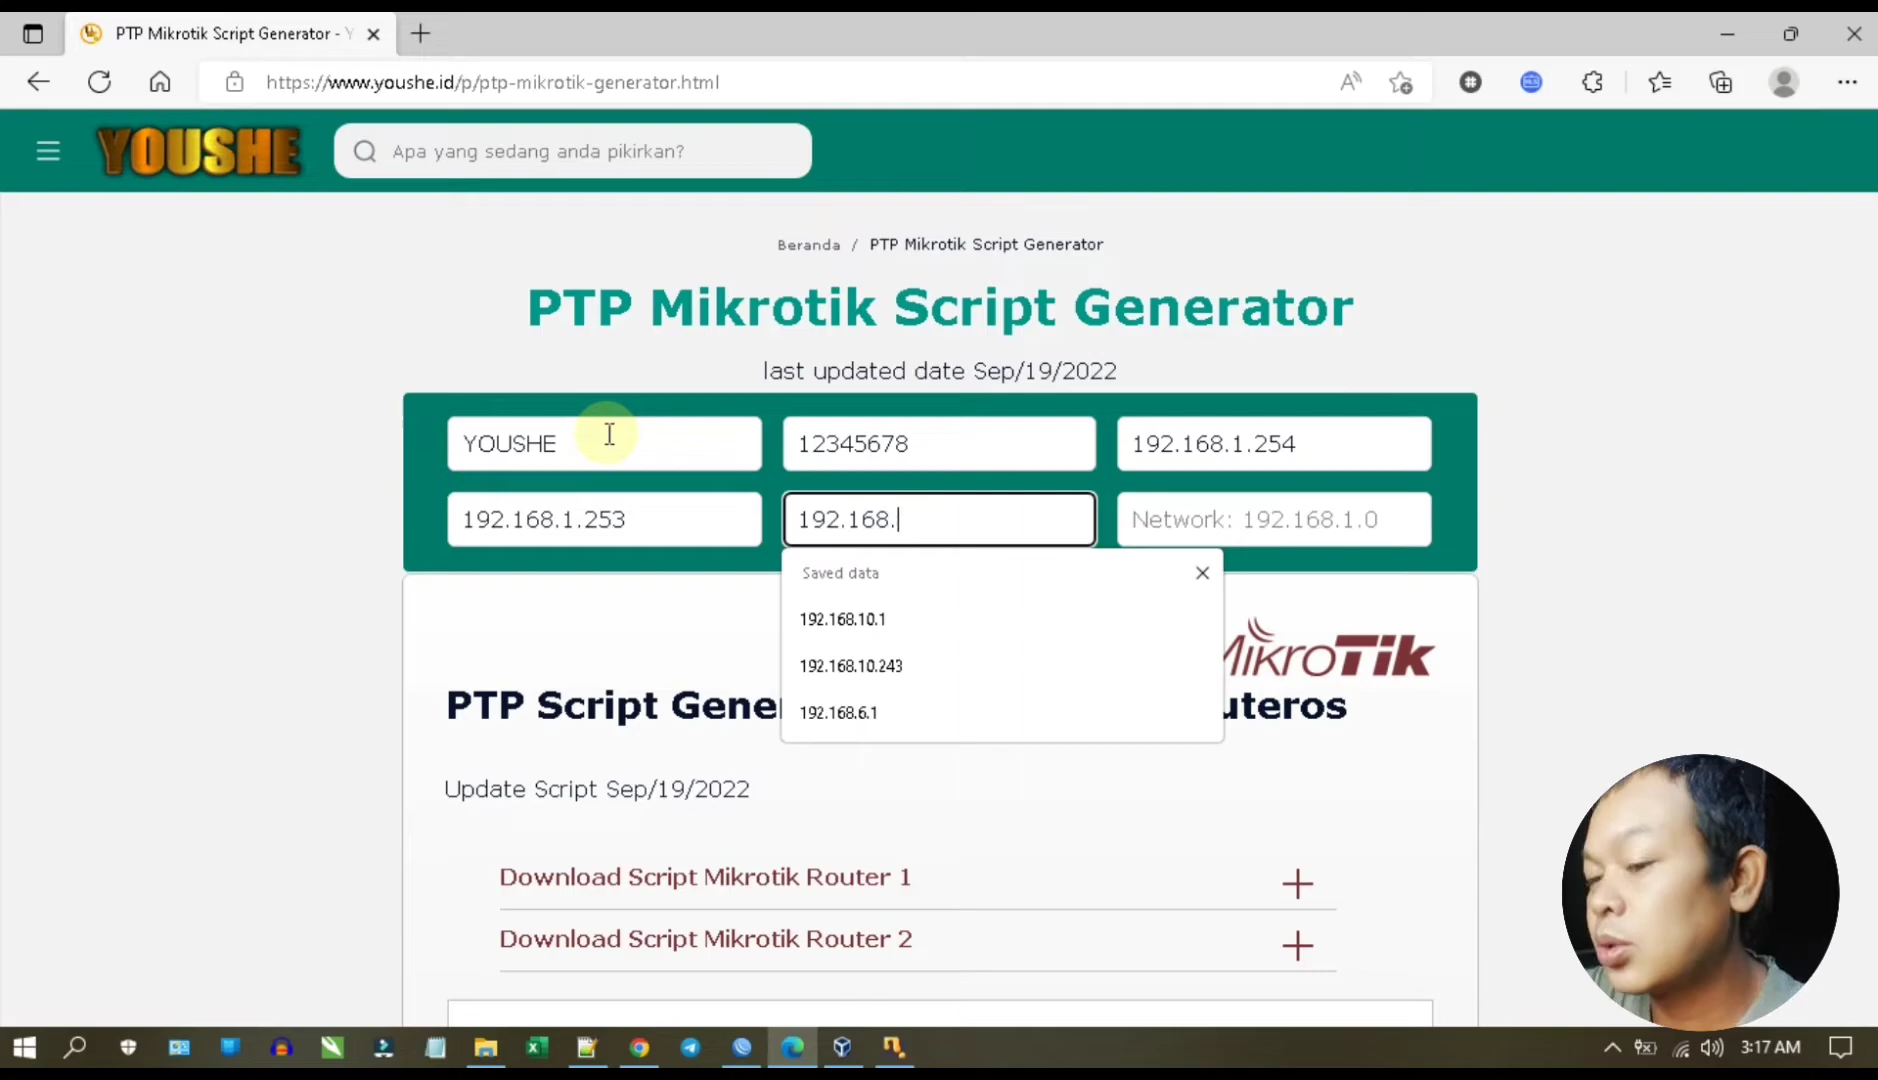 PTP Mikrotik Script Generator - Y
https://www.youshe.id/p/ptp-mikrotik-generator.html
YOUSHE
Apa yang sedang anda pikirkan?
Beranda / PTP Mikrotik Script Generator
PTP Mikrotik Script Generator
last updated date Sep/19/2022
YOUSHE
12345678
192.168.1.254
192.168.1.253
192.168.
Network: 192.168.1.0
Saved data
192.168.10.1
192.168.10.243
192.168.6.1
MikroTik
PTP Script Gene
uteros
Update Script Sep/19/2022
Download Script Mikrotik Router 1
Download Script Mikrotik Router 2
3:17 AM